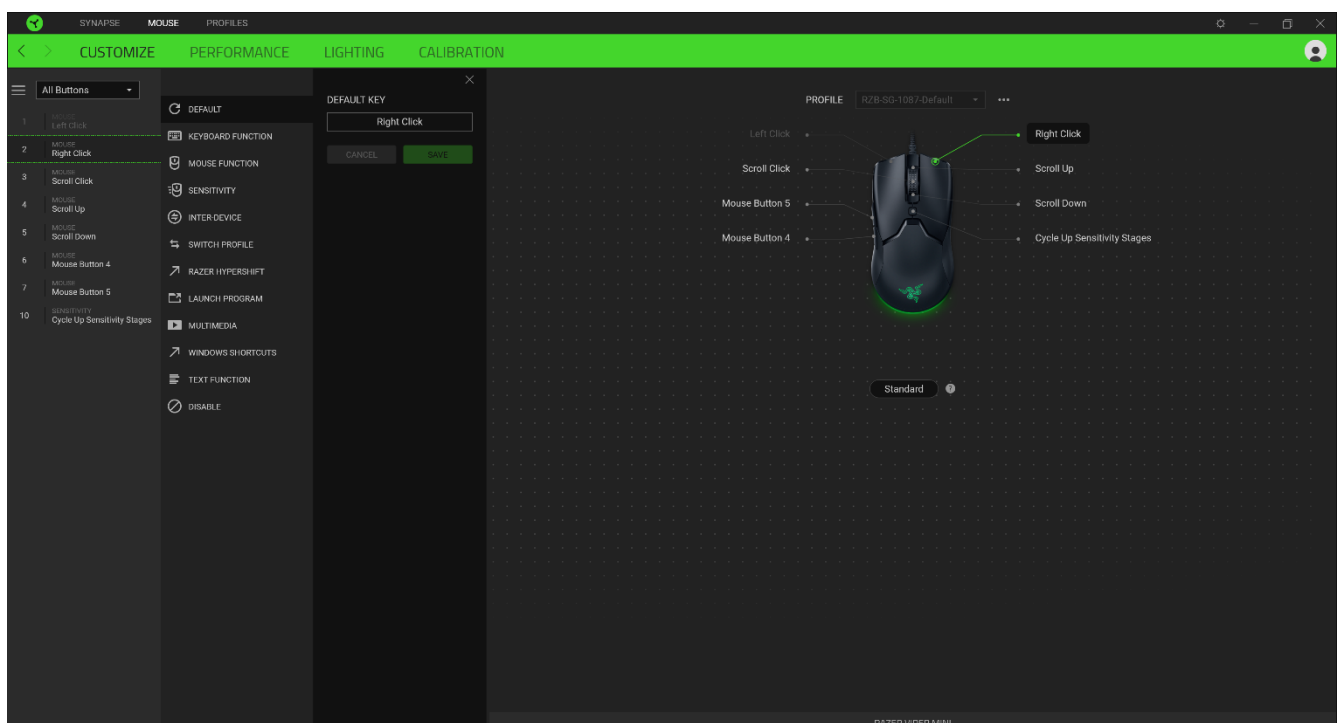 SYNAPSE MOUSE PROFILES
CUSTOMIZE PERFORMANCE LIGHTING CALIBRATION
All Buttons
1 MOUSE
Left Click
2 MOUSE
Right Click
3 MOUSE
Scroll Click
4 MOUSE
Scroll Up
5 MOUSE
Scroll Down
6 MOUSE
Mouse Button 4
7 MOUSE
Mouse Button 5
10 SENSITIVITY
Cycle Up Sensitivity Stages
DEFAULT
KEYBOARD FUNCTION
MOUSE FUNCTION
SENSITIVITY
INTER-DEVICE
SWITCH PROFILE
RAZER HYPERSHIFT
LAUNCH PROGRAM
MULTIMEDIA
WINDOWS SHORTCUTS
TEXT FUNCTION
DISABLE
DEFAULT KEY
Right Click
CANCEL SAVE
PROFILE RZB-SG-1087-Default
Left Click
Scroll Click
Mouse Button 5
Mouse Button 4
Right Click
Scroll Up
Scroll Down
Cycle Up Sensitivity Stages
Standard ?
RAZER VIPER MINI